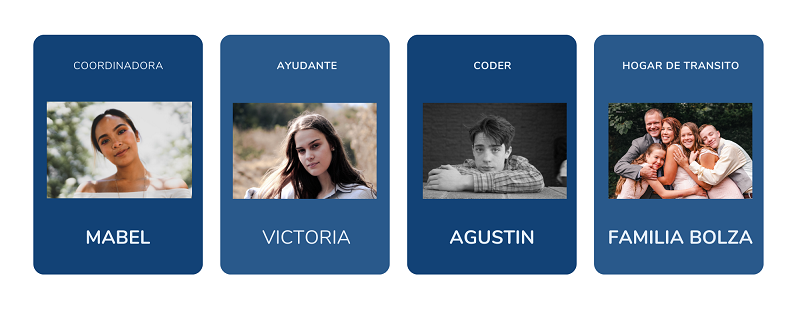 COORDINADORA
MABEL
AYUDANTE
VICTORIA
CODER
AGUSTIN
HOGAR DE TRANSITO
FAMILIA BOLZA